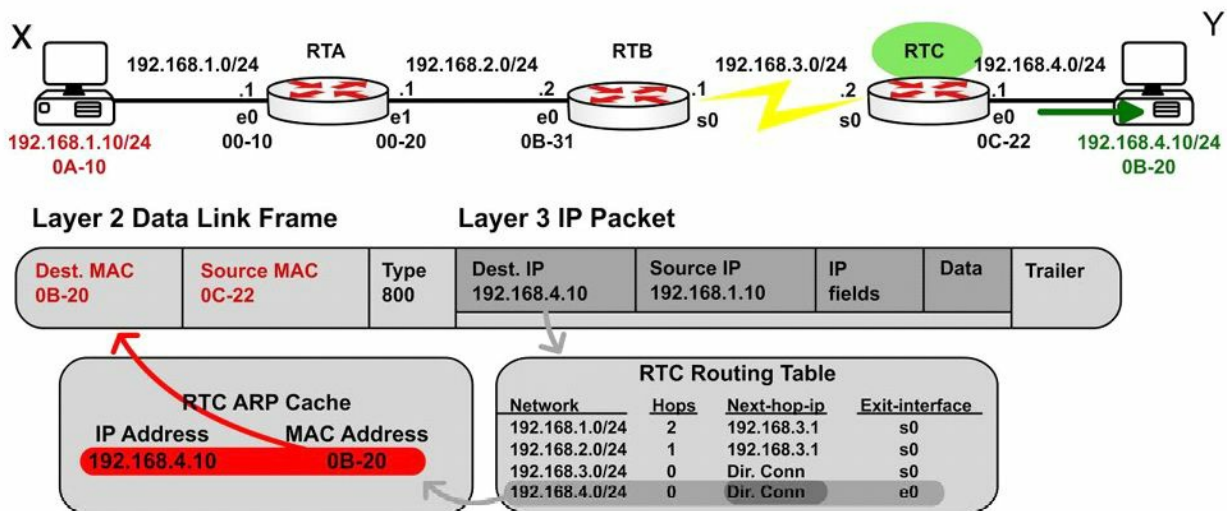 X
Y
RTA
RTB
RTC
192.168.1.0/24
192.168.2.0/24
192.168.3.0/24
192.168.4.0/24
.1
.1
.2
.1
.2
.1
e0
e1
e0
s0
s0
e0
00-10
00-20
0B-31
0C-22
192.168.1.10/24
0A-10
192.168.4.10/24
0B-20
Layer 2 Data Link Frame
Layer 3 IP Packet
Dest. MAC
0B-20
Source MAC
0C-22
Type
800
Dest. IP
192.168.4.10
Source IP
192.168.1.10
IP
fields
Data
Trailer
RTC ARP Cache
IP Address MAC Address
192.168.4.10 0B-20
RTC Routing Table
Network Hops Next-hop-ip Exit-interface
192.168.1.0/24 2 192.168.3.1 s0
192.168.2.0/24 1 192.168.3.1 s0
192.168.3.0/24 0 Dir. Conn s0
192.168.4.0/24 0 Dir. Conn e0